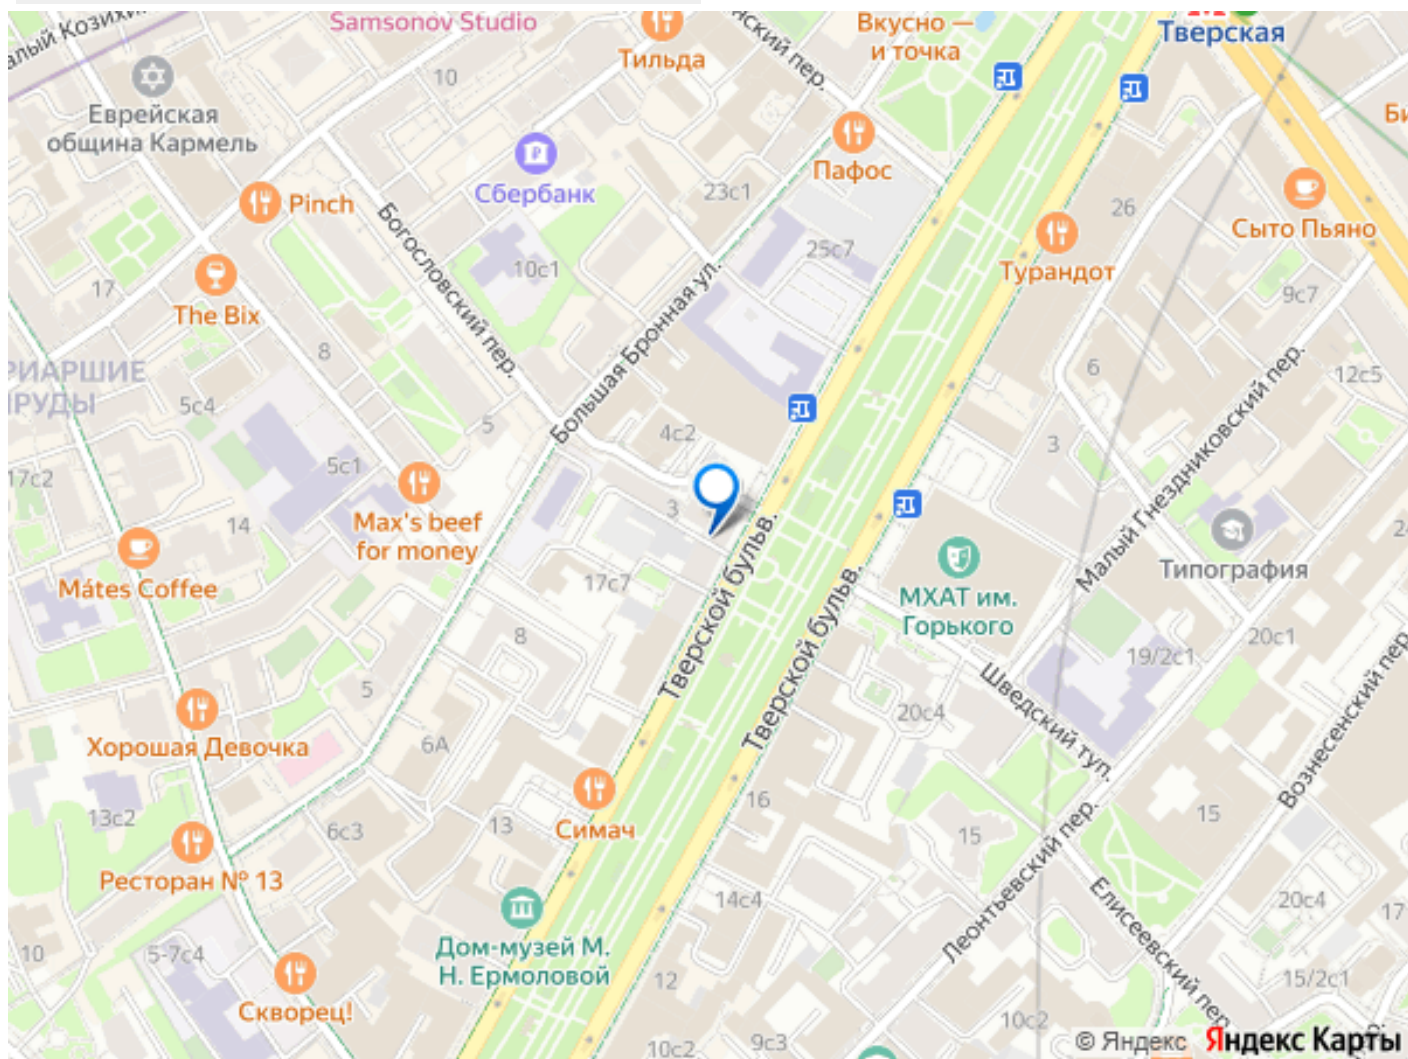 Samsonov Studio
Тильда
Вкусно —
и точка
Тверская
10
Еврейская
община Кармель
Сбербанк
Пафос
23с1
Pinch
Богословский пер.
26
Сыто Пьяно
25с7
10с1
Турандот
17
The Bix
Большая Бронная ул.
9с7
8
6
12с5
5с4
5
4с2
3
Малый Гнездниковский пер.
17с2
5с1
Max's beef
for money
14
3
Тверской бульв.
Mátes Coffee
17с7
Тверской бульв.
МХАТ им.
Горького
Типография
8
20с1
19/2с1
Шведский туп.
5
20с4
Вознесенский пер.
Хорошая Девочка
6А
16
15
15
13с2
6с3
13
Симач
Ресторан № 13
Леонтьевский пер.
Елисеевский пер.
14с4
20с4
17
10
5-7с4
Дом-музей М.
Н. Ермоловой
12
15/2с1
Скворец!
10с2
9с3
10с2
© Яндекс Яндекс Карты